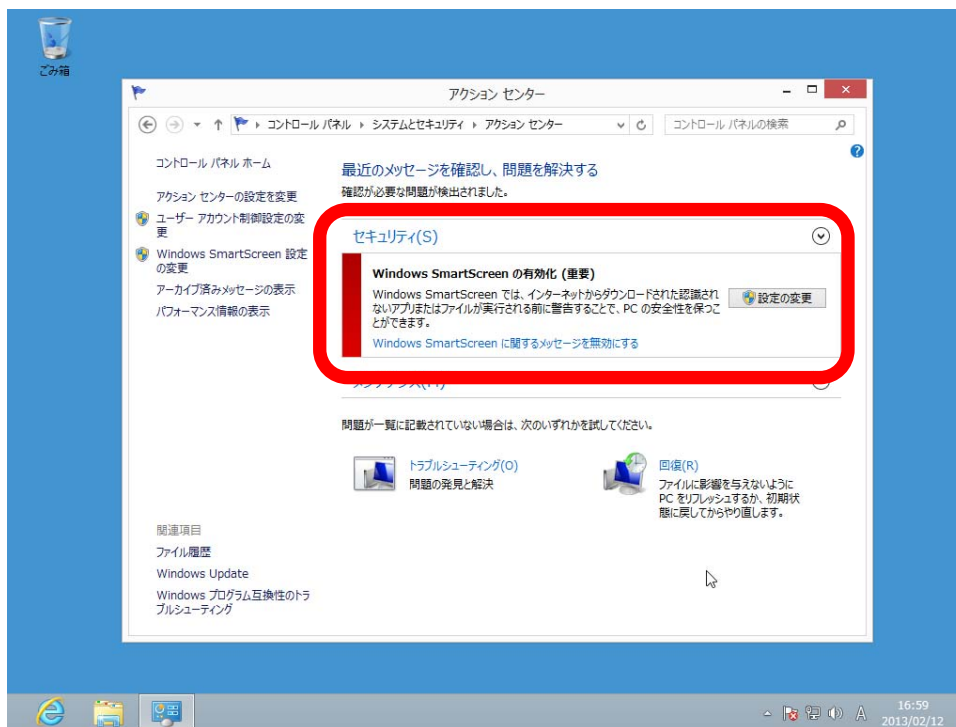 ごみ箱
アクション センター
コントロール パネル ▸ システムとセキュリティ ▸ アクション センター
コントロール パネルの検索
コントロール パネル ホーム
アクション センターの設定を変更
ユーザー アカウント制御設定の変
更
Windows SmartScreen 設定
の変更
アーカイブ済みメッセージの表示
パフォーマンス情報の表示
最近のメッセージを確認し、問題を解決する
確認が必要な問題が検出されました。
セキュリティ(S)
Windows SmartScreen の有効化 (重要)
Windows SmartScreen では、インターネットからダウンロードされた認識され
ないアプリまたはファイルが実行される前に警告することで、PC の安全性を保つこ
とができます。
設定の変更
Windows SmartScreen に関するメッセージを無効にする
問題が一覧に記載されていない場合は、次のいずれかを試してください。
トラブルシューティング(O)
問題の発見と解決
回復(R)
ファイルに影響を与えないように
PC をリフレッシュするか、初期状
態に戻してからやり直します。
関連項目
ファイル履歴
Windows Update
Windows プログラム互換性のトラ
ブルシューティング
A
16:59
2013/02/12